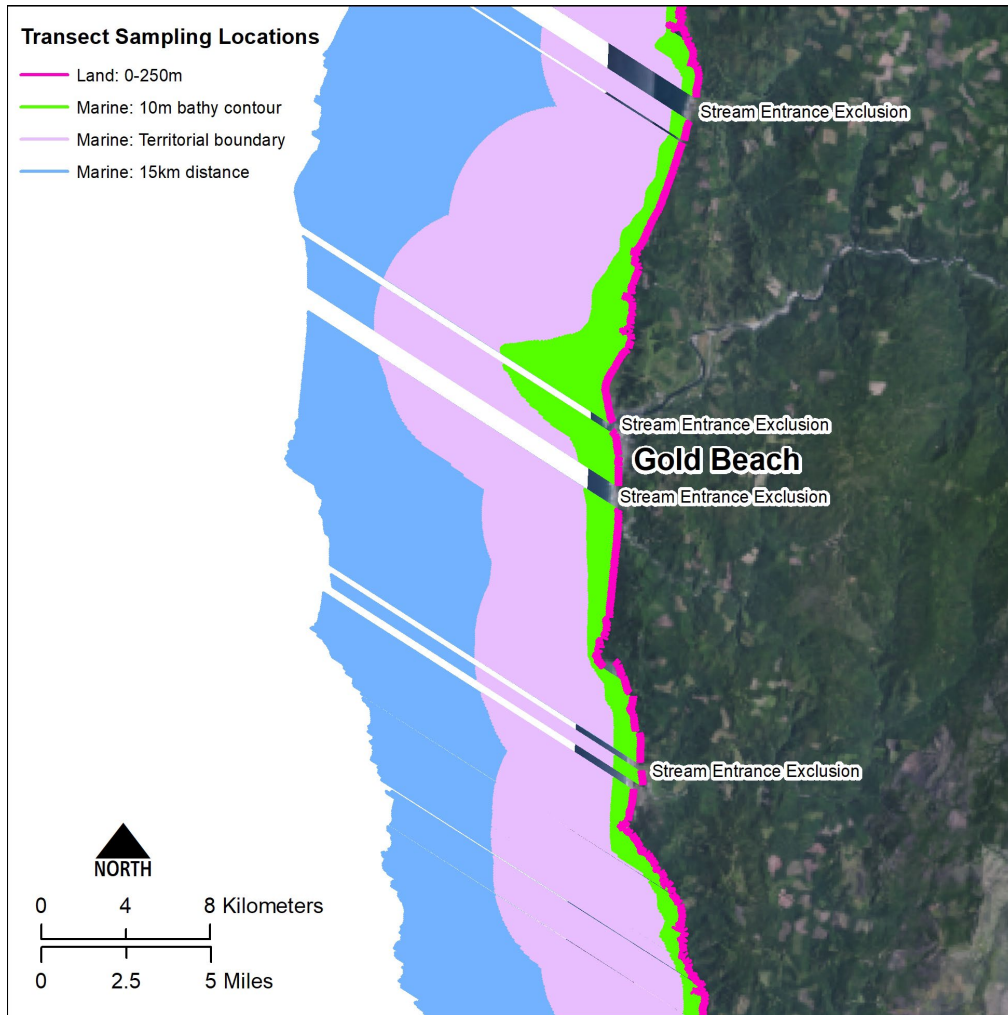 Transect Sampling Locations
Land: 0-250m
Marine: 10m bathy contour
Marine: Territorial boundary
Marine: 15km distance
Stream Entrance Exclusion
Stream Entrance Exclusion
Gold Beach
Stream Entrance Exclusion
Stream Entrance Exclusion
NORTH
0 4 8 Kilometers
0 2.5 5 Miles